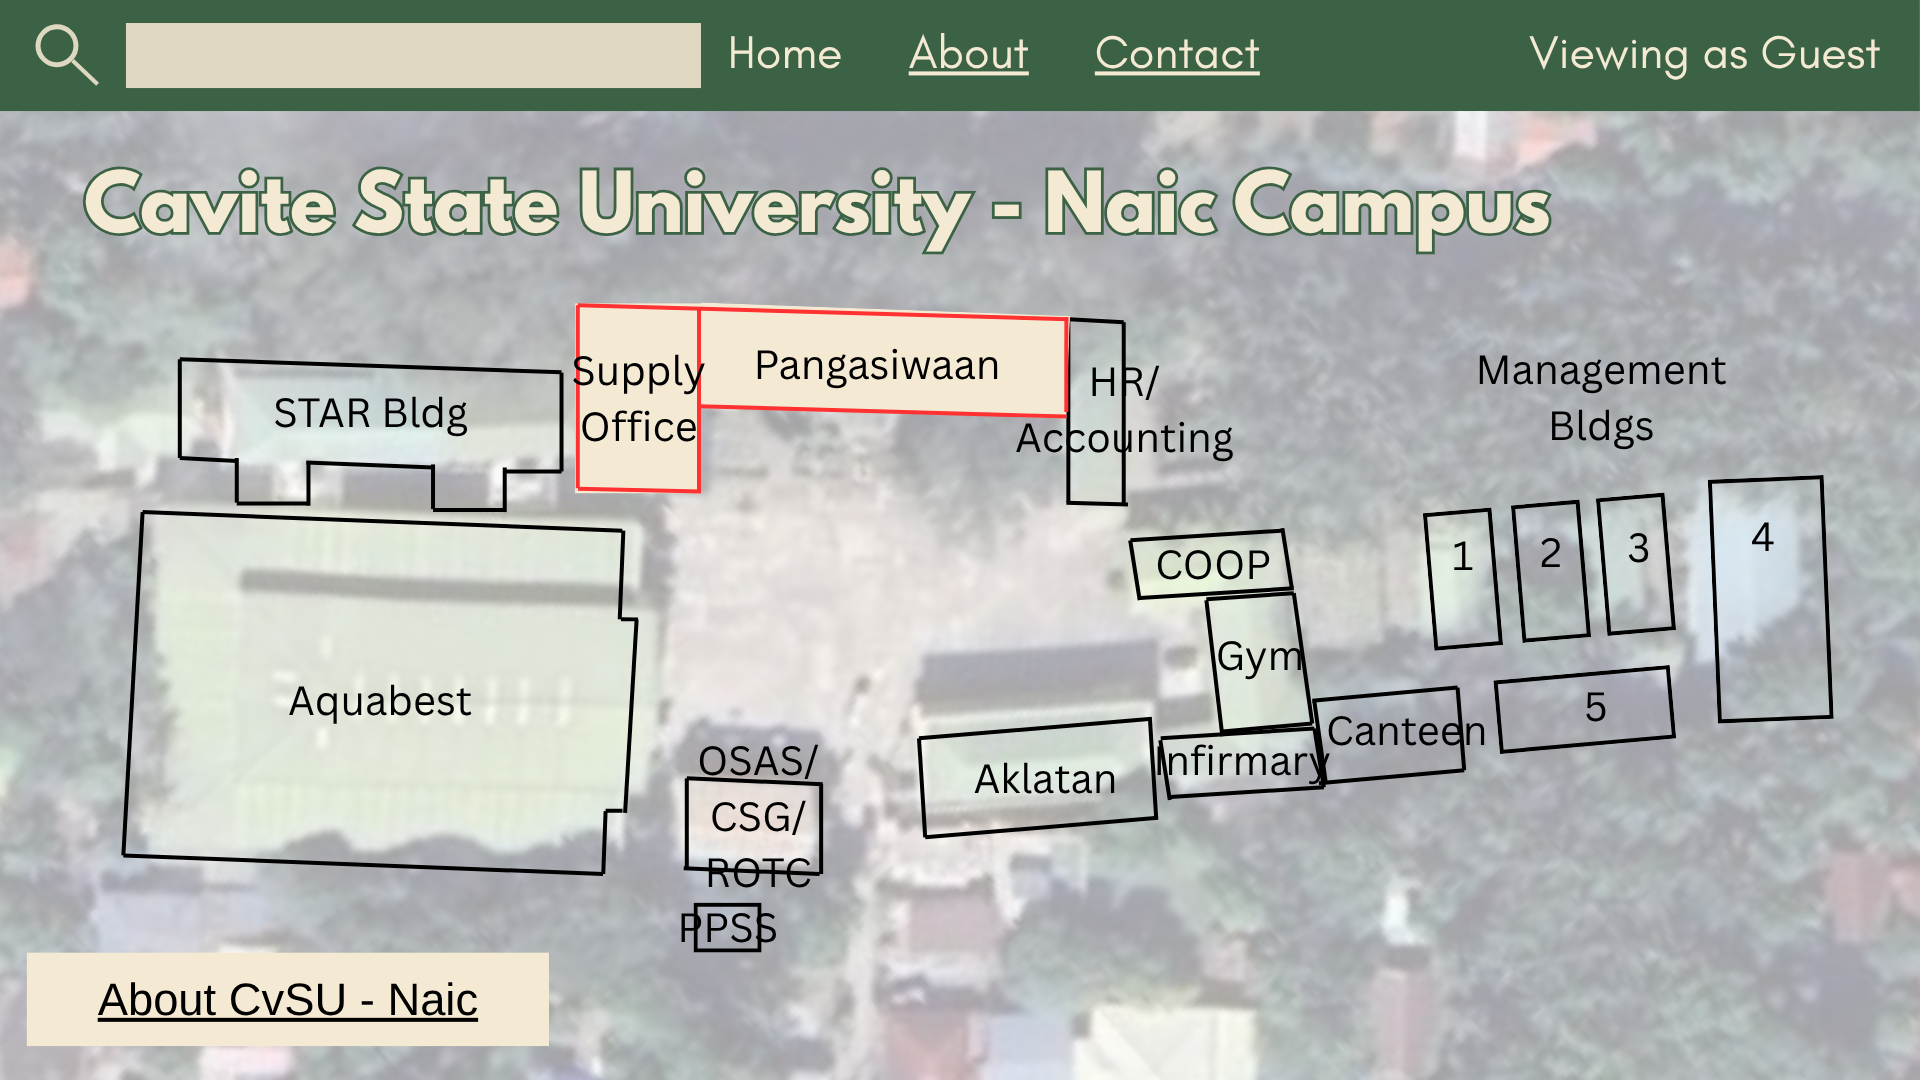 Home About Contact Viewing as Guest
Cavite State University - Naic Campus
STAR Bldg
Supply
Office
Pangasiwaan
HR/
Accounting
Management
Bldgs
1
2
3
4
5
COOP
Gym
Canteen
Infirmary
Aklatan
Aquabest
OSAS/
CSG/
ROTC
PPSS
About CvSU - Naic